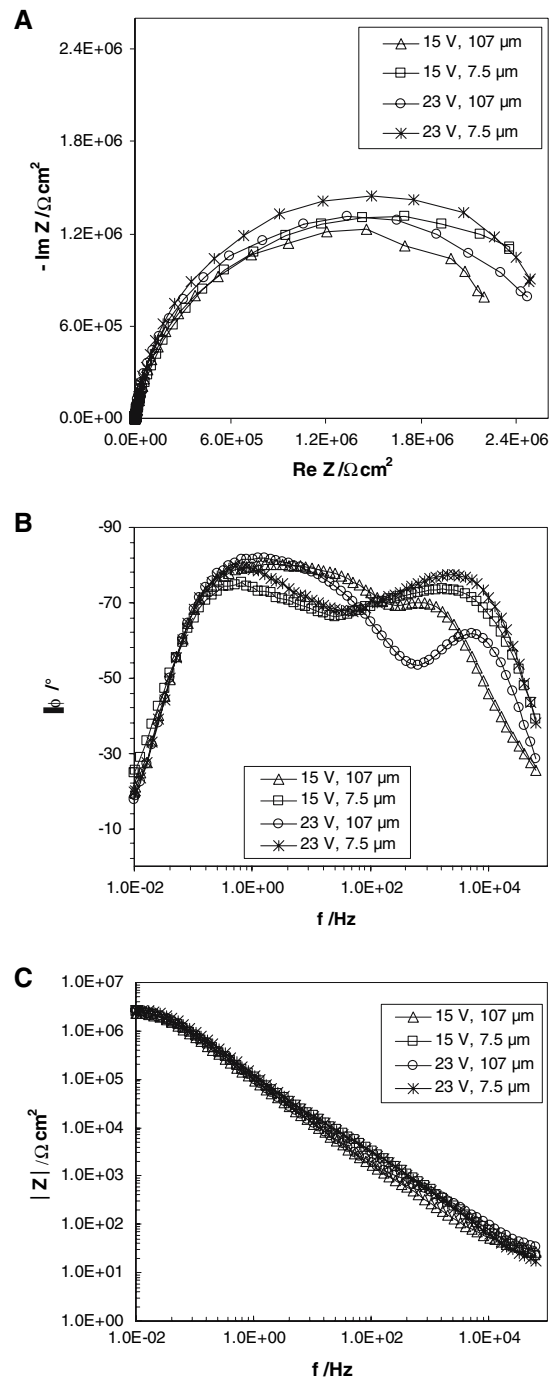 A
2.4E+06
1.8E+06
1.2E+06
6.0E+05
0.0E+00
- Im Z /Ω cm²
15 V, 107 µm
15 V, 7.5 µm
23 V, 107 µm
23 V, 7.5 µm
0.0E+00 6.0E+05 1.2E+06 1.8E+06 2.4E+06
Re Z /Ω cm²
B
-90
-70
-50
-30
-10
ϕ /°
15 V, 107 µm
15 V, 7.5 µm
23 V, 107 µm
23 V, 7.5 µm
1.0E-02 1.0E+00 1.0E+02 1.0E+04
f /Hz
C
1.0E+07
1.0E+06
1.0E+05
1.0E+04
1.0E+03
1.0E+02
1.0E+01
1.0E+00
| Z | /Ω cm²
15 V, 107 µm
15 V, 7.5 µm
23 V, 107 µm
23 V, 7.5 µm
1.0E-02 1.0E+00 1.0E+02 1.0E+04
f /Hz